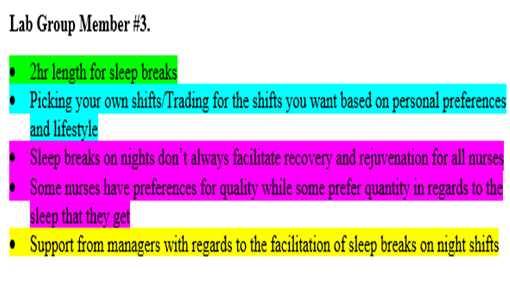 Lab Group Member #3.
• 2hr length for sleep breaks
• Picking your own shifts/Trading for the shifts you want based on personal preferences
and lifestyle
• Sleep breaks on nights don't always facilitate recovery and rejuvenation for all nurses
• Some nurses have preferences for quality while some prefer quantity in regards to the
sleep that they get
• Support from managers with regards to the facilitation of sleep breaks on night shifts